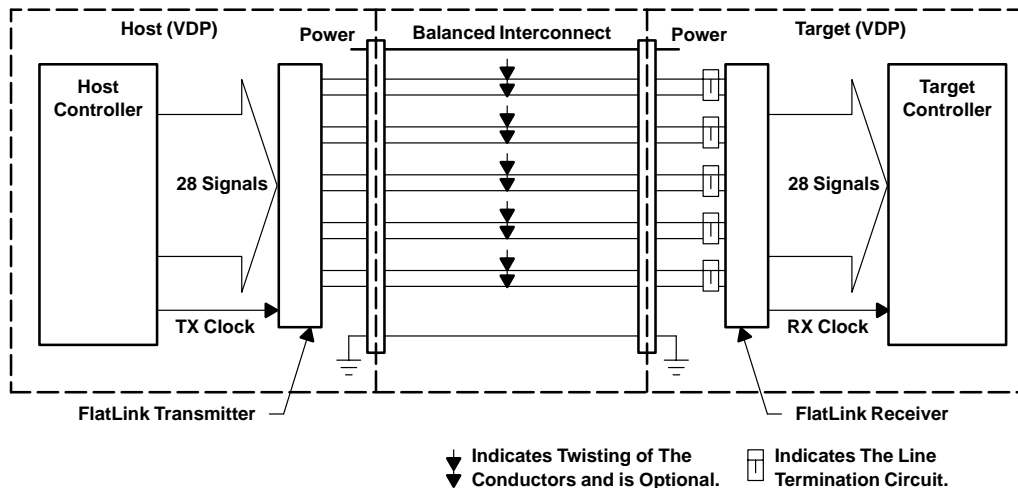 Host (VDP)
Power
Balanced Interconnect
Power
Target (VDP)
Host
Controller
28 Signals
TX Clock
T
T
T
T
T
28 Signals
RX Clock
Target
Controller
FlatLink Transmitter
FlatLink Receiver
Indicates Twisting of The
Conductors and is Optional.
T
Indicates The Line
Termination Circuit.